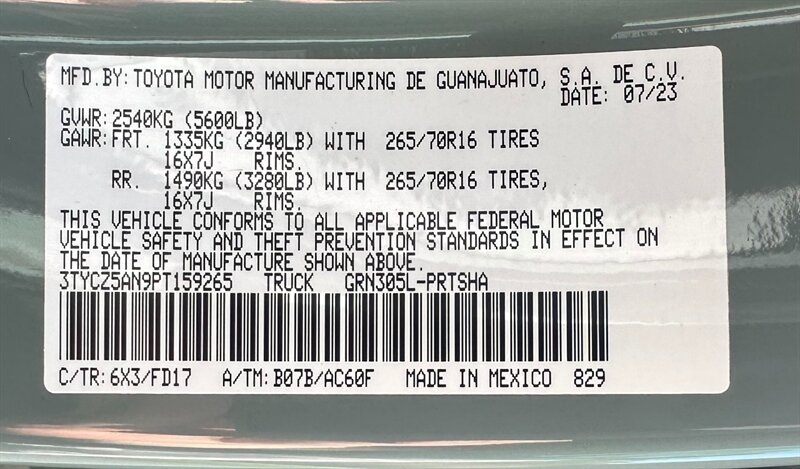 MFD.BY: TOYOTA MOTOR MANUFACTURING DE GUANAJUATO, S.A. DE C.V.
DATE: 07/23
GVWR: 2540KG (5600LB)
GAWR: FRT. 1335KG (2940LB) WITH 265/70R16 TIRES
16X7J RIMS.
RR. 1490KG (3280LB) WITH 265/70R16 TIRES,
16X7J RIMS.
THIS VEHICLE CONFORMS TO ALL APPLICABLE FEDERAL MOTOR
VEHICLE SAFETY AND THEFT PREVENTION STANDARDS IN EFFECT ON
THE DATE OF MANUFACTURE SHOWN ABOVE.
3TYCZ5AN9PT159265 TRUCK GRN305L-PRTSHA
C/TR: 6X3/FD17 A/TM: B07B/AC60F MADE IN MEXICO 829